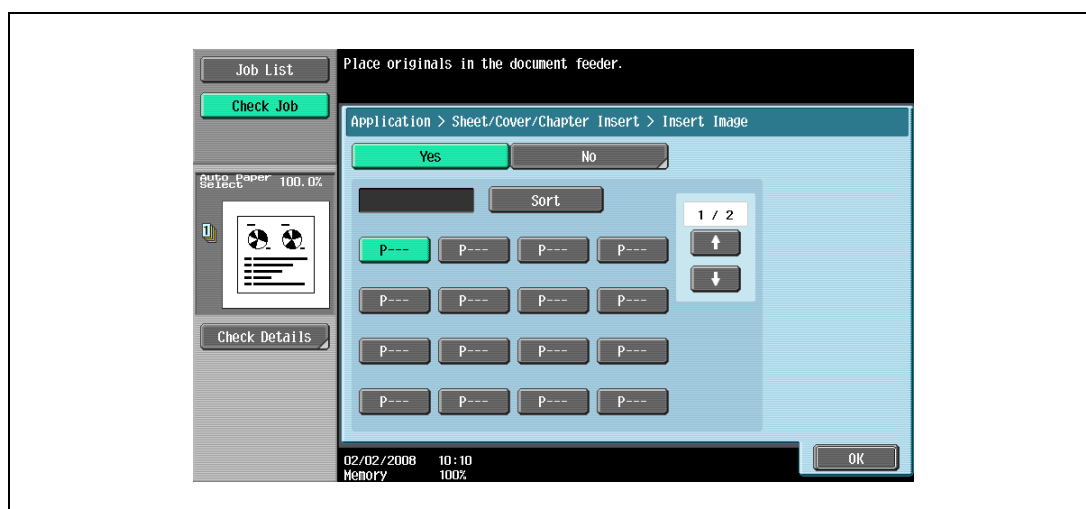 Job List
Place originals in the document feeder.
Check Job
Application > Sheet/Cover/Chapter Insert > Insert Image
Yes No
Auto Paper
Select 100.0%
Sort
1 / 2
1
P--- P--- P--- P---
P--- P--- P--- P---
Check Details
P--- P--- P--- P---
P--- P--- P--- P---
02/02/2008 10:10
Memory 100%
OK